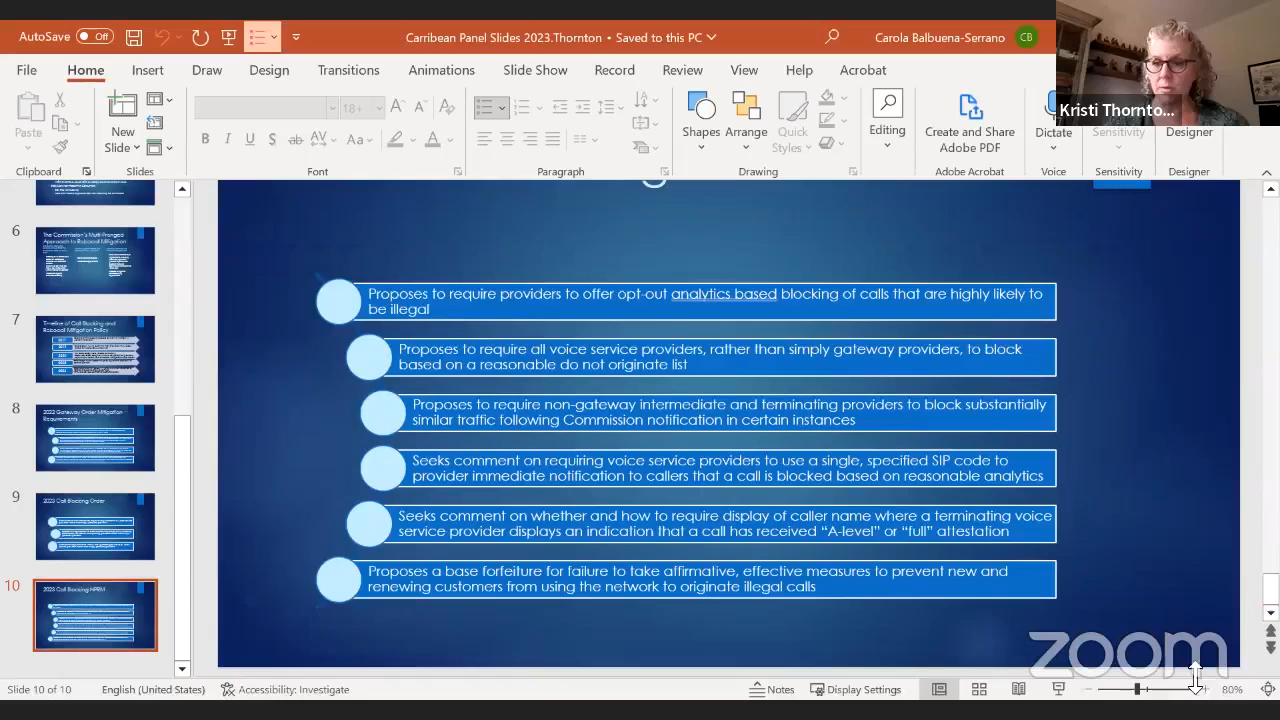 AutoSave
Off
Carribean Panel Slides 2023.Thornton • Saved to this PC
Carola Balbuena-Serrano
CB
File
Home
Insert
Draw
Design
Transitions
Animations
Slide Show
Record
Review
View
Help
Acrobat
Kristi Thornto...
Paste
New
Slide
18+
Shapes
Arrange
Quick
Styles
Editing
Create and Share
Adobe PDF
Dictate
Sensitivity
Designer
Clipboard
Slides
Font
Paragraph
Drawing
Adobe Acrobat
Voice
Sensitivity
Designer
6
The Commission's Multi-Pronged
Approach to Robocall Mitigation
7
Timeline of Call Blocking and
Robocall Mitigation Policy
8
2022 Gateway Order Mitigation
Requirements
9
2023 Call Blocking Order
10
2023 Call Blocking NPRM
Proposes to require providers to offer opt-out analytics based blocking of calls that are highly likely to
be illegal
Proposes to require all voice service providers, rather than simply gateway providers, to block
based on a reasonable do not originate list
Proposes to require non-gateway intermediate and terminating providers to block substantially
similar traffic following Commission notification in certain instances
Seeks comment on requiring voice service providers to use a single, specified SIP code to
provider immediate notification to callers that a call is blocked based on reasonable analytics
Seeks comment on whether and how to require display of caller name where a terminating voice
service provider displays an indication that a call has received “A-level” or “full” attestation
Proposes a base forfeiture for failure to take affirmative, effective measures to prevent new and
renewing customers from using the network to originate illegal calls
zoom
Slide 10 of 10
English (United States)
Accessibility: Investigate
Notes
Display Settings
80%